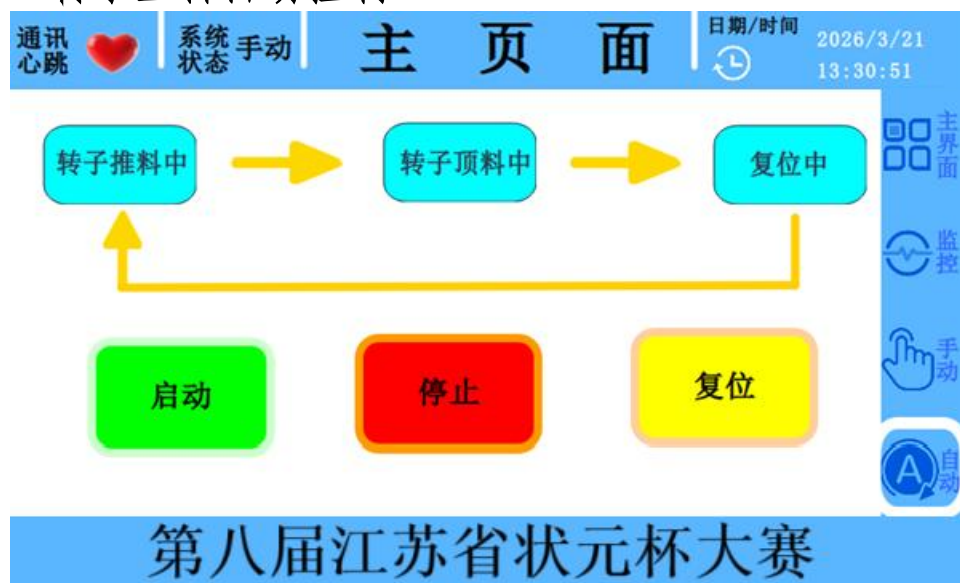 通讯
心跳
系统
状态
手动
主 页 面
日期/时间
2026/3/21
13:30:51
转子推料中
转子顶料中
复位中
主界面
监控
手动
自动
启动
停止
复位
第八届江苏省状元杯大赛